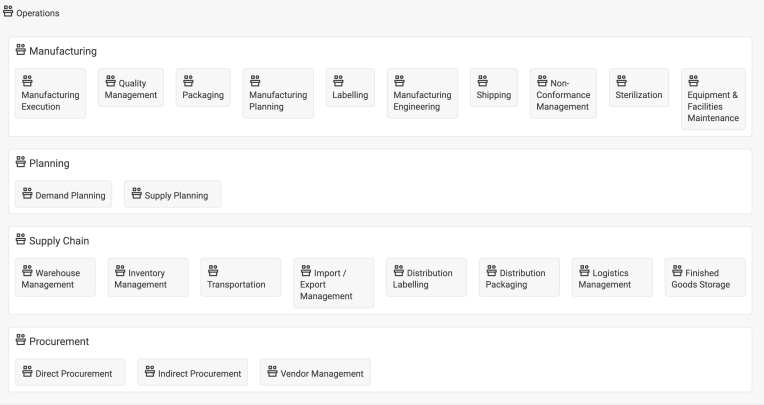 Operations
Manufacturing
Manufacturing
Execution
Quality
Management
Packaging
Manufacturing
Planning
Labelling
Manufacturing
Engineering
Shipping
Non-
Conformance
Management
Sterilization
Equipment &
Facilities
Maintenance
Planning
Demand Planning
Supply Planning
Supply Chain
Warehouse
Management
Inventory
Management
Transportation
Import /
Export
Management
Distribution
Labelling
Distribution
Packaging
Logistics
Management
Finished
Goods Storage
Procurement
Direct Procurement
Indirect Procurement
Vendor Management